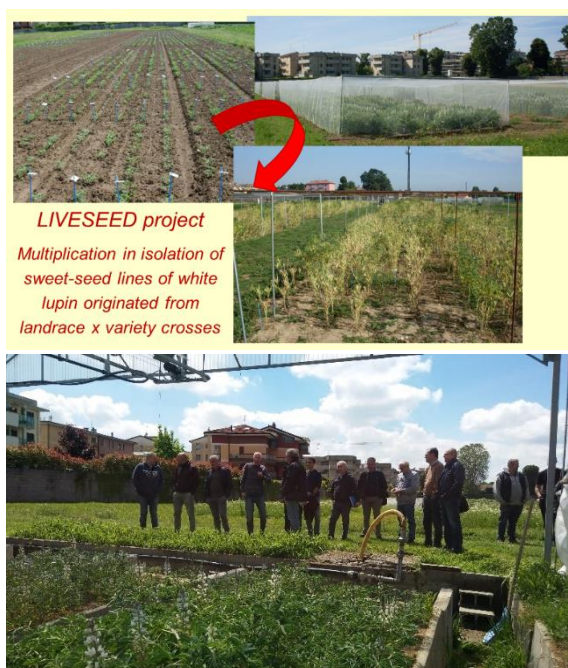 LIVESEED project
Multiplication in isolation of
sweet-seed lines of white
lupin originated from
landrace x variety crosses